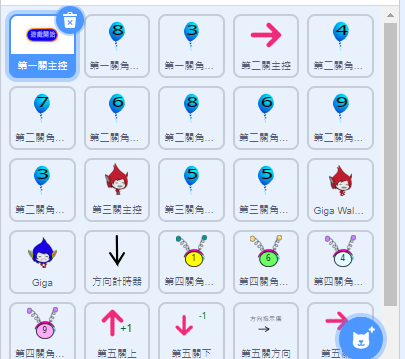 遊戲開始
8
3
4
第一關主控
第一關角...
第一關角...
第二關主控
第二關角...
7
6
8
6
9
第二關角...
第二關角...
第二關角...
第二關角...
第二關角...
3
5
5
第二關角...
第三關主控
第三關角...
第三關角...
Giga Wal...
1
6
4
Giga
方向計時器
第四關角...
第四關角...
第四關角...
9
+1
-1
方向指示標
第四關角...
第五關上
第五關下
第五關方向